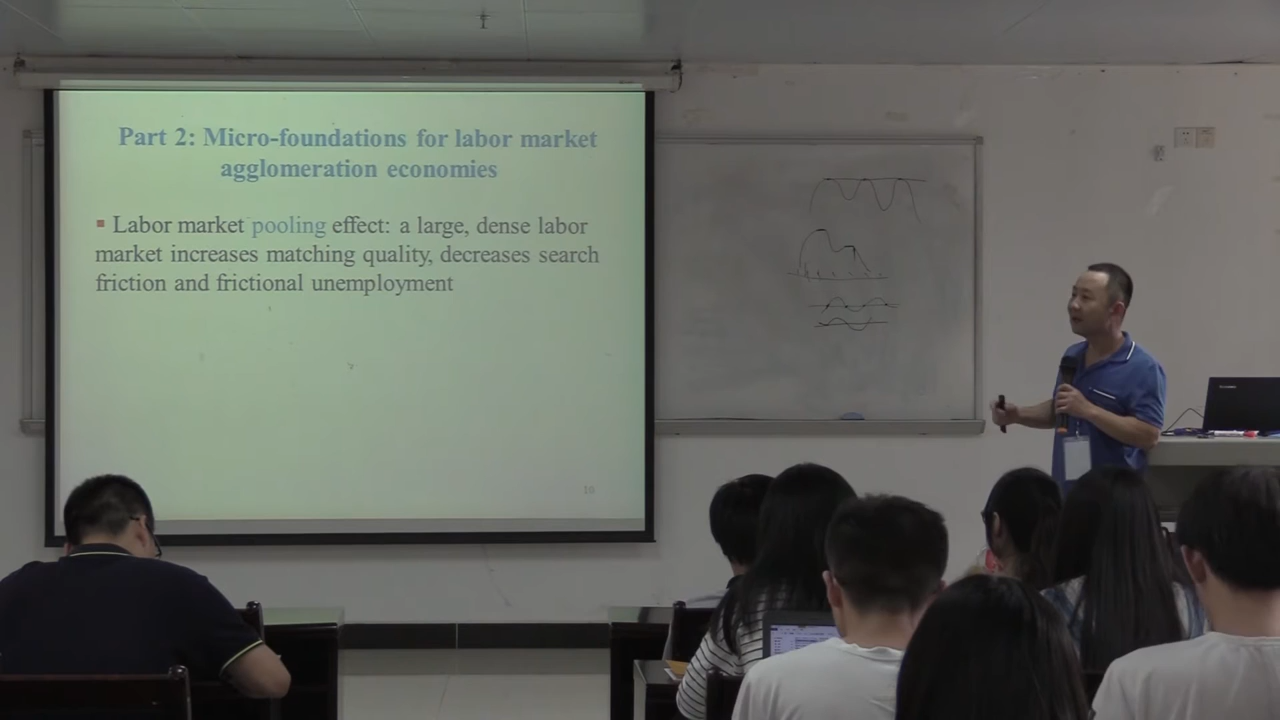 Part 2: Micro-foundations for labor market
agglomeration economies
▪ Labor market pooling effect: a large, dense labor
market increases matching quality, decreases search
friction and frictional unemployment